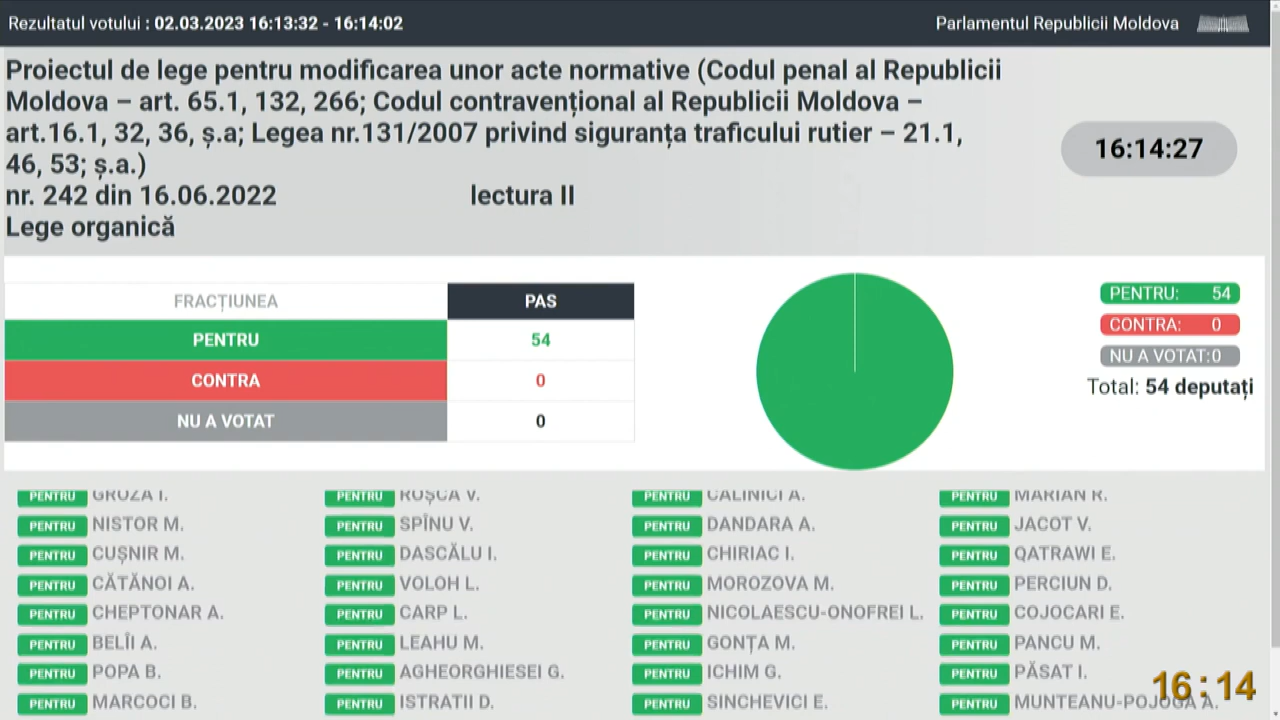 Rezultatul votului : 02.03.2023 16:13:32 - 16:14:02
Parlamentul Republicii Moldova
Proiectul de lege pentru modificarea unor acte normative (Codul penal al Republicii
Moldova – art. 65.1, 132, 266; Codul contravențional al Republicii Moldova –
art.16.1, 32, 36, ș.a; Legea nr.131/2007 privind siguranța traficului rutier – 21.1,
46, 53; ș.a.)
nr. 242 din 16.06.2022 lectura II
Lege organică
16:14:27
FRACȚIUNEA PAS
PENTRU 54
CONTRA 0
NU A VOTAT 0
PENTRU: 54
CONTRA: 0
NU A VOTAT:0
Total: 54 deputați
PENTRU GROZA I. PENTRU ROȘCA V. PENTRU CALINICI A. PENTRU MARIAN R.
PENTRU NISTOR M. PENTRU SPÎNU V. PENTRU DANDARA A. PENTRU JACOT V.
PENTRU CUȘNIR M. PENTRU DASCĂLU I. PENTRU CHIRIAC I. PENTRU QATRAWI E.
PENTRU CĂTĂNOI A. PENTRU VOLOH L. PENTRU MOROZOVA M. PENTRU PERCIUN D.
PENTRU CHEPTONAR A. PENTRU CARP L. PENTRU NICOLAESCU-ONOFREI L. PENTRU COJOCARI E.
PENTRU BELÎI A. PENTRU LEAHU M. PENTRU GONȚA M. PENTRU PANCU M.
PENTRU POPA B. PENTRU AGHEORGHIESEI G. PENTRU ICHIM G. PENTRU PĂSAT I.
PENTRU MARCOCI B. PENTRU ISTRATII D. PENTRU SINCHEVICI E. PENTRU MUNTEANU-POJOGA A.
16:14